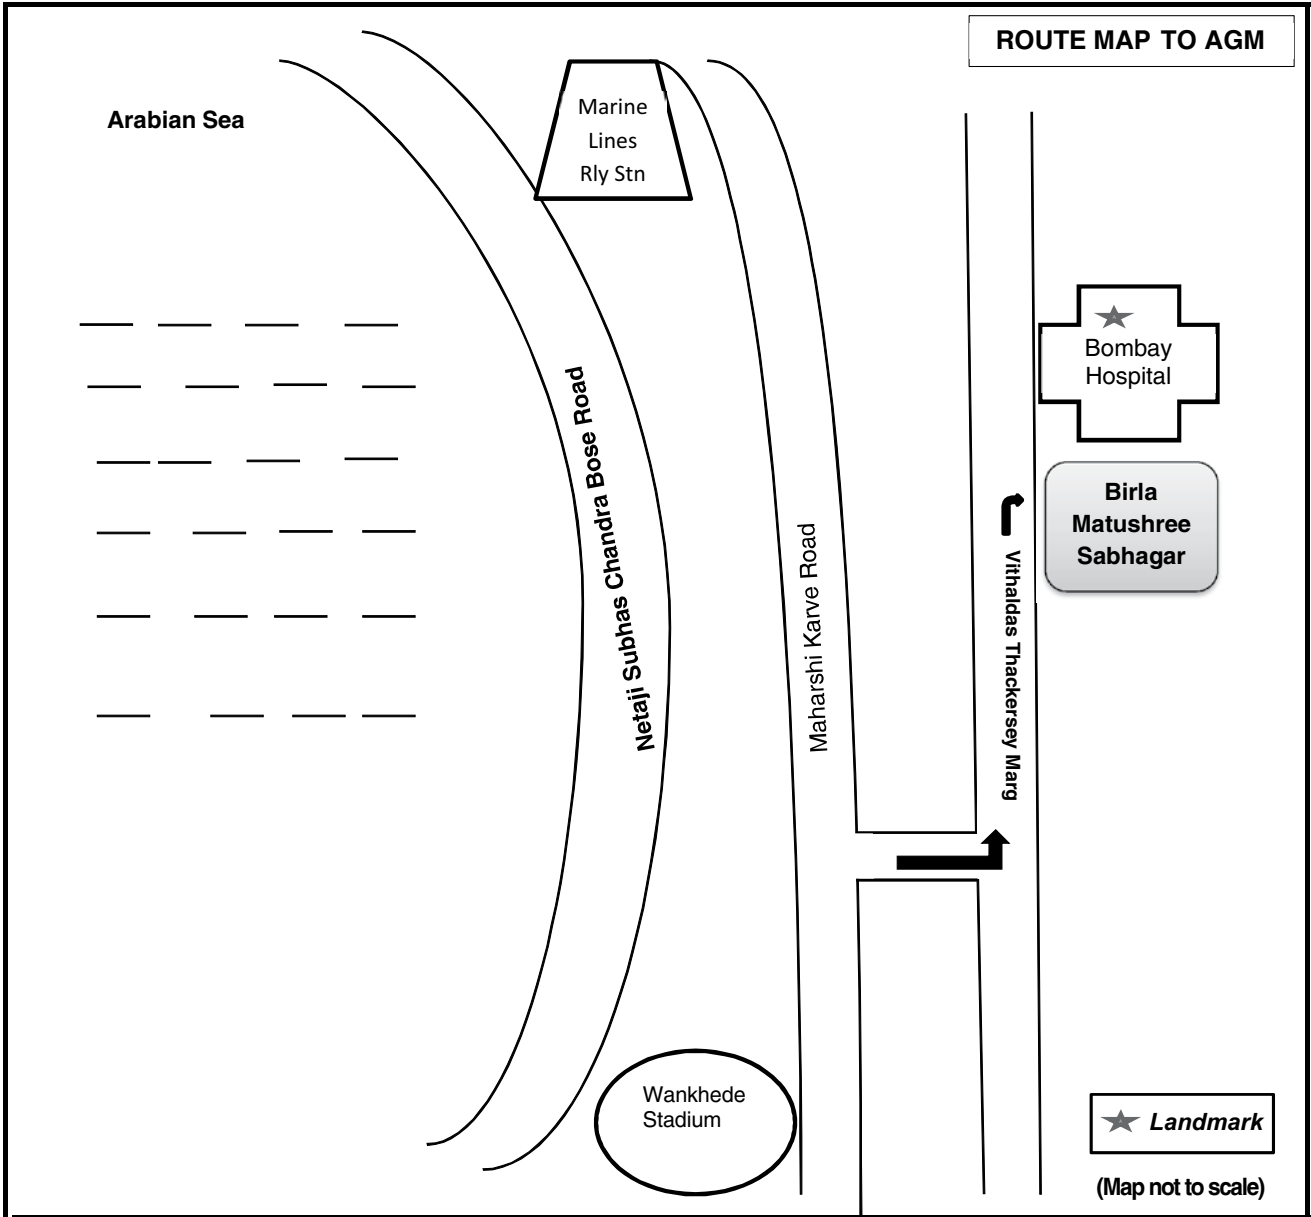 ROUTE MAP TO AGM
Arabian Sea
Marine
Lines
Rly Stn
Bombay
Hospital
Birla
Matushree
Sabhagar
Netaji Subhas Chandra Bose Road
Maharshi Karve Road
Vithaldas Thackersey Marg
Wankhede
Stadium
Landmark
(Map not to scale)